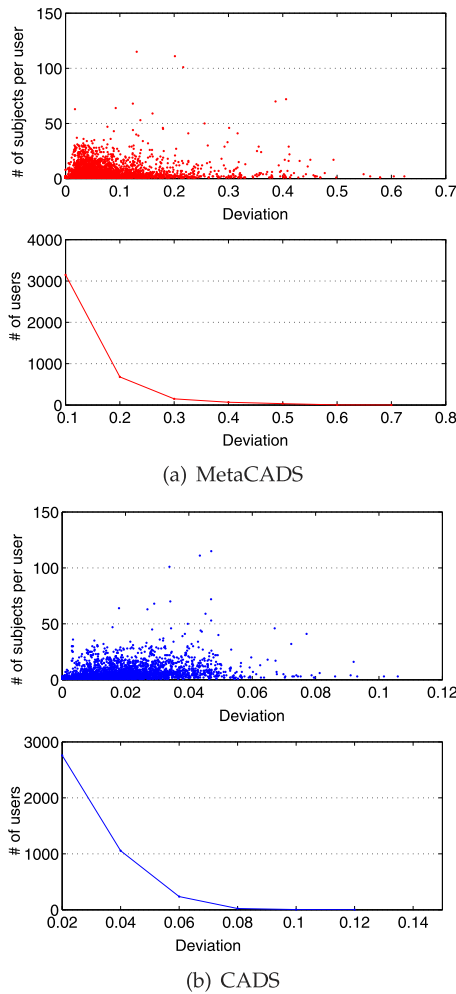 150
100
50
0
# of subjects per user
0 0.1 0.2 0.3 0.4 0.5 0.6 0.7
Deviation
4000
3000
2000
1000
0
# of users
0.1 0.2 0.3 0.4 0.5 0.6 0.7 0.8
Deviation
(a) MetaCADS
150
100
50
0
# of subjects per user
0 0.02 0.04 0.06 0.08 0.1 0.12
Deviation
3000
2000
1000
0
# of users
0.02 0.04 0.06 0.08 0.1 0.12 0.14
Deviation
(b) CADS